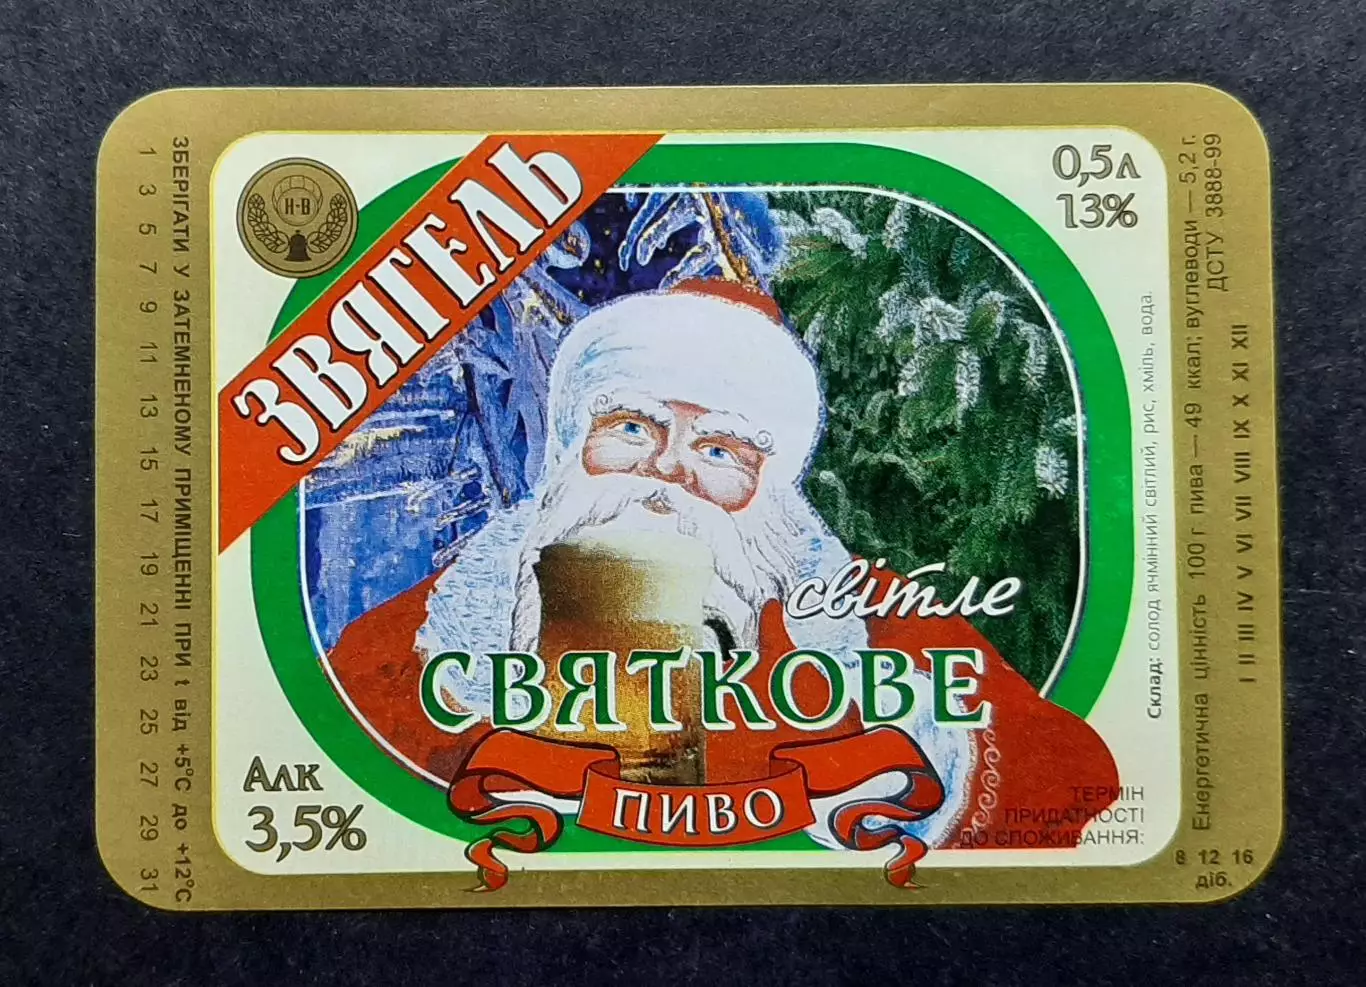 ЗБЕРІГАТИ У ЗАТЕМНЕНОМУ ПРИМІЩЕННІ ПРИ t від +5°C до +12°C
1 3 5 7 9 11 13 15 17 19 21 23 25 27 29 31
Н-В
ЗВЯГЕЛЬ
0,5л
13%
світле
СВЯТКОВЕ
ПИВО
Алк
3,5%
Склад: солод ячмінний світлий, рис, хміль, вода.
ТЕРМІН
ПРИДАТНОСТІ
ДО СПОЖИВАННЯ:
8 12 16
діб.
Енергетична цінність 100 г пива — 49 ккал; вуглеводи — 5,2 г.
ДСТУ 3888-99
I II III IV V VI VII VIII IX X XI XII